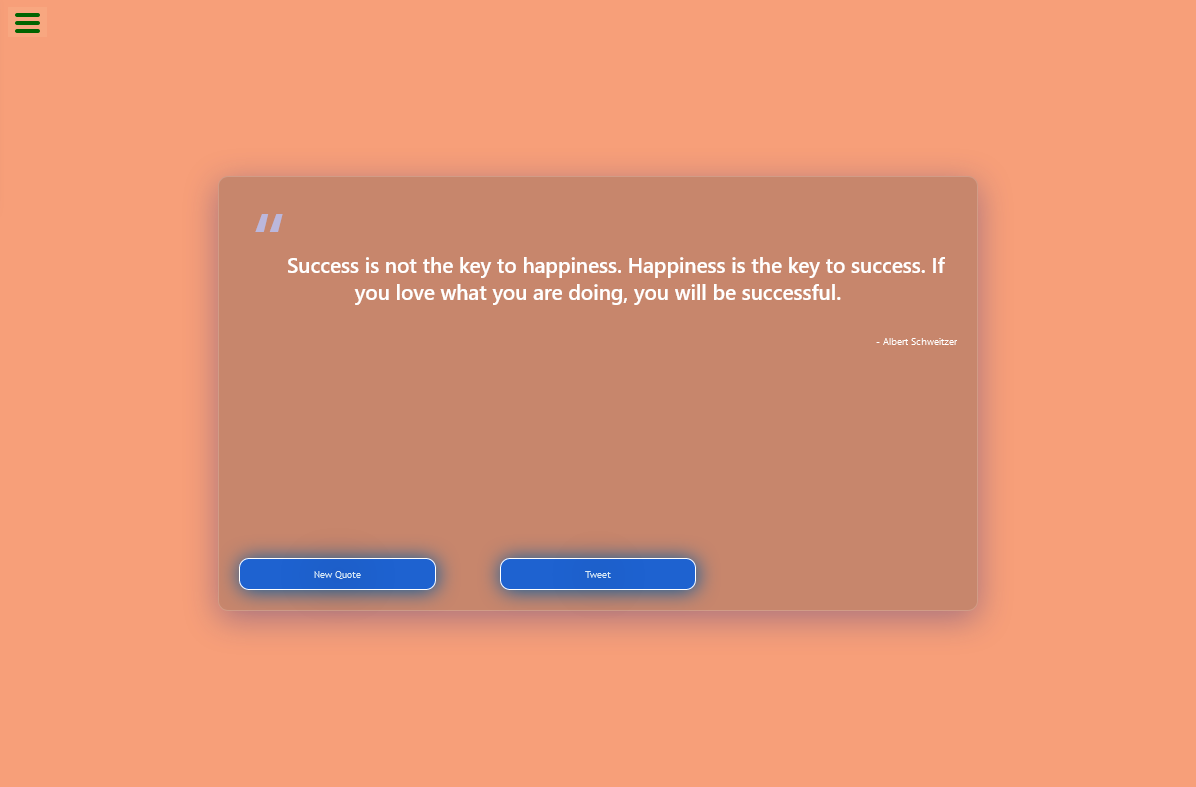 “
Success is not the key to happiness. Happiness is the key to success. If
you love what you are doing, you will be successful.
- Albert Schweitzer
New Quote
Tweet